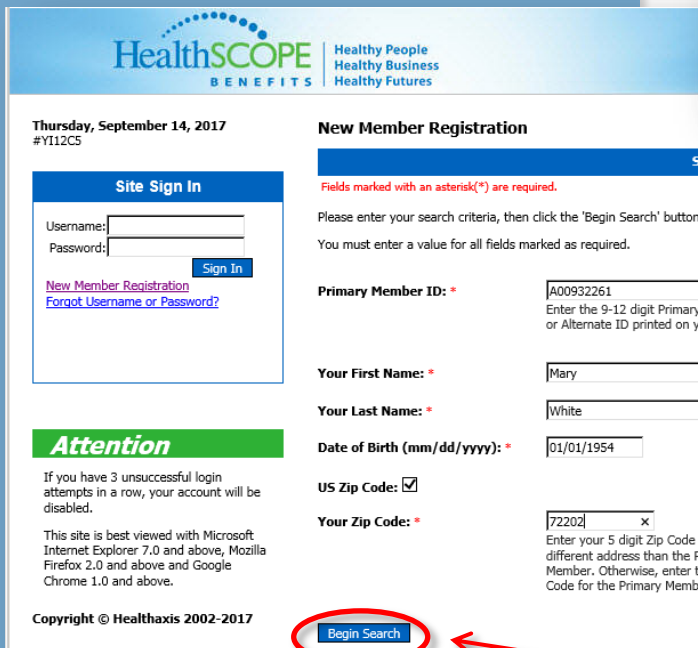 HealthSCOPE
BENEFITS
Healthy People
Healthy Business
Healthy Futures
Thursday, September 14, 2017
#YI12C5
Site Sign In
Username:
Password:
Sign In
New Member Registration
Forgot Username or Password?
Attention
If you have 3 unsuccessful login
attempts in a row, your account will be
disabled.
This site is best viewed with Microsoft
Internet Explorer 7.0 and above, Mozilla
Firefox 2.0 and above and Google
Chrome 1.0 and above.
Copyright © Healthaxis 2002-2017
New Member Registration
Fields marked with an asterisk(*) are required.
Please enter your search criteria, then click the 'Begin Search' button
You must enter a value for all fields marked as required.
Primary Member ID: * A00932261
Enter the 9-12 digit Primary
or Alternate ID printed on
Your First Name: * Mary
Your Last Name: * White
Date of Birth (mm/dd/yyyy): * 01/01/1954
US Zip Code:
Your Zip Code: * 72202 ×
Enter your 5 digit Zip Code
different address than the
Member. Otherwise, enter
Code for the Primary
Begin Search